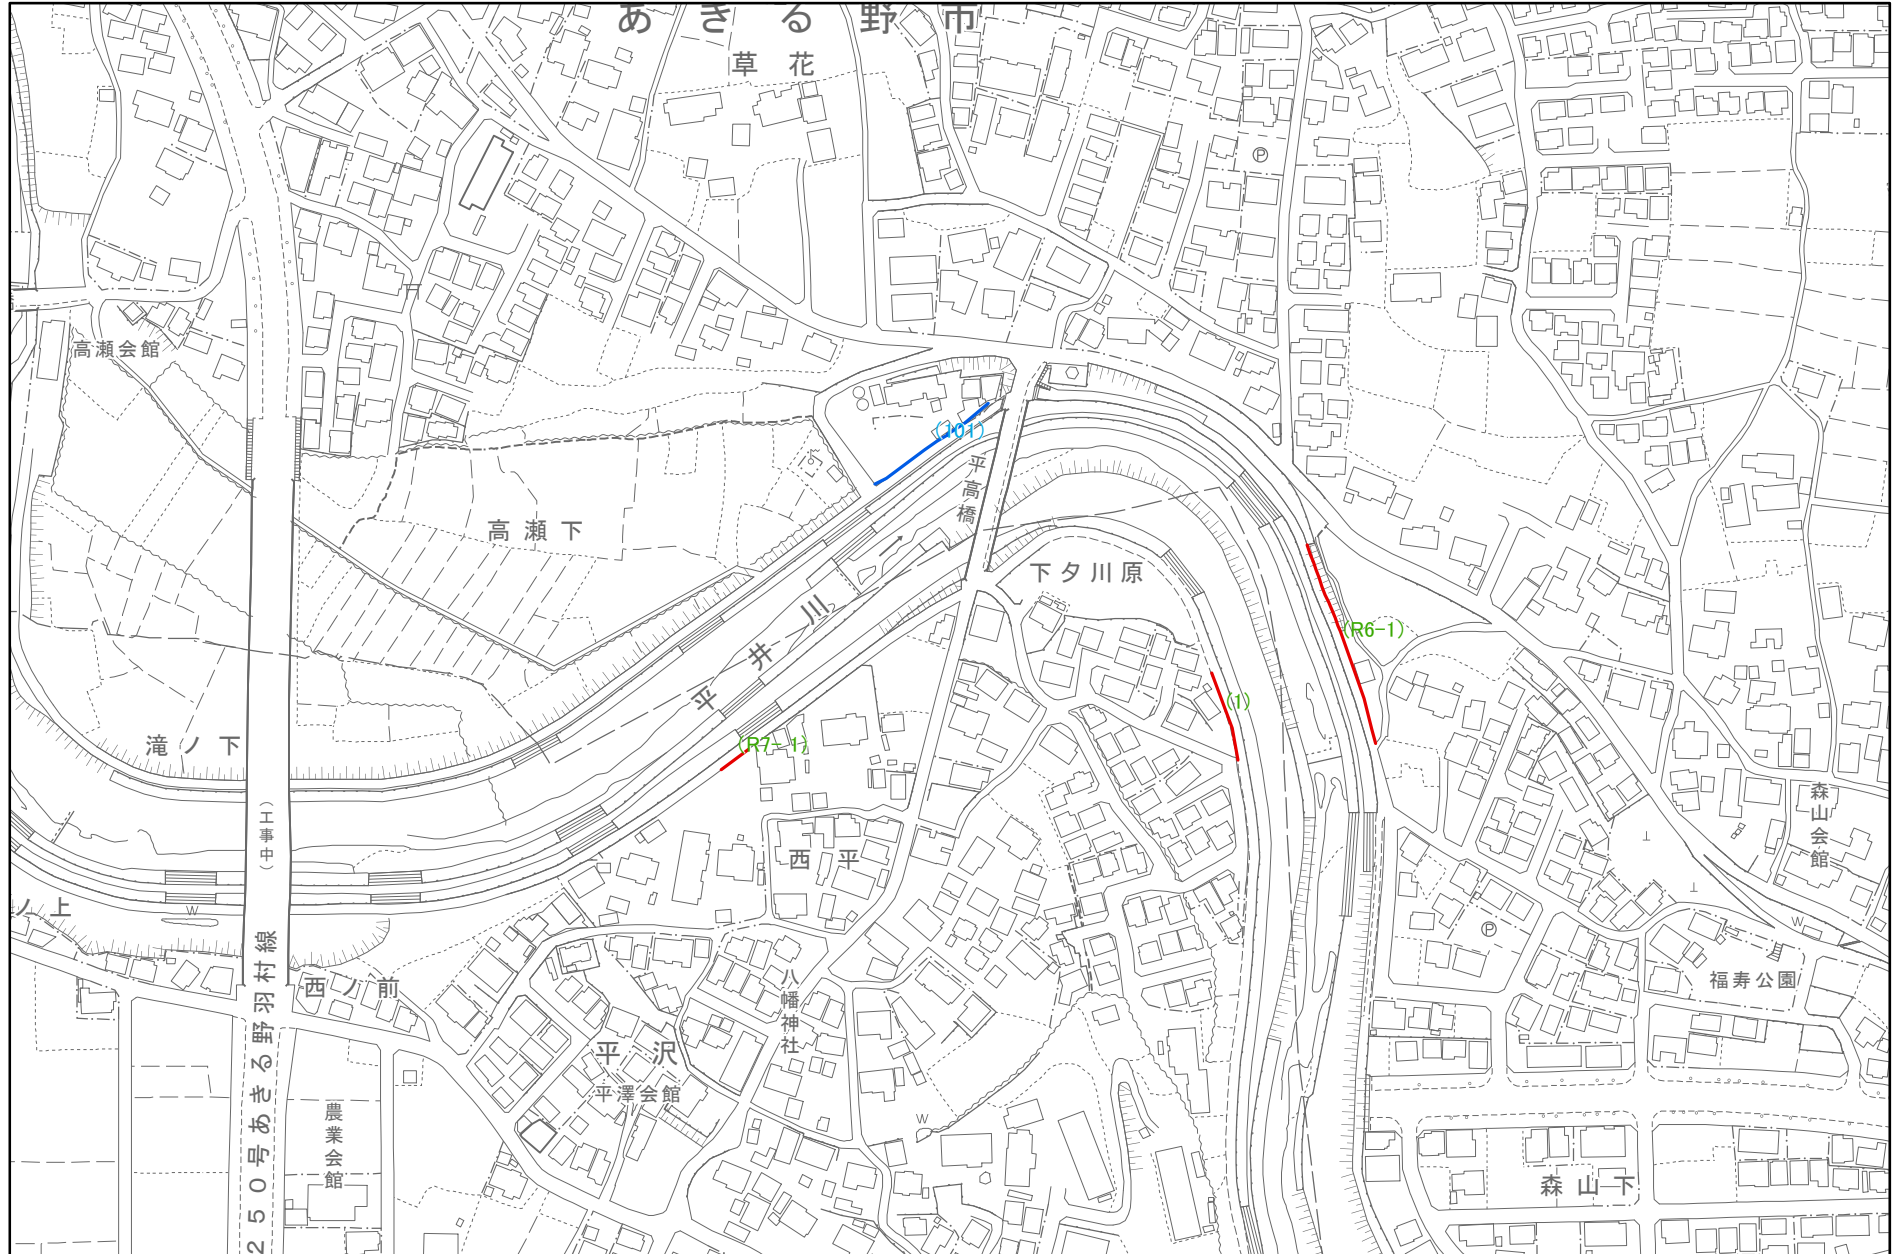 あきる野市
草花
Ⓟ
高瀬会館
(101)
平高橋
高瀬下
下タ川原
(R6-1)
平井川
(1)
滝ノ下
(R7-1)
(工事中)
森山会館
西平
ノ上
W
W
Ⓟ
西ノ前
八幡神社
福寿公園
平沢
平澤会館
農業会館
W
森山下
250号あきる野羽村線